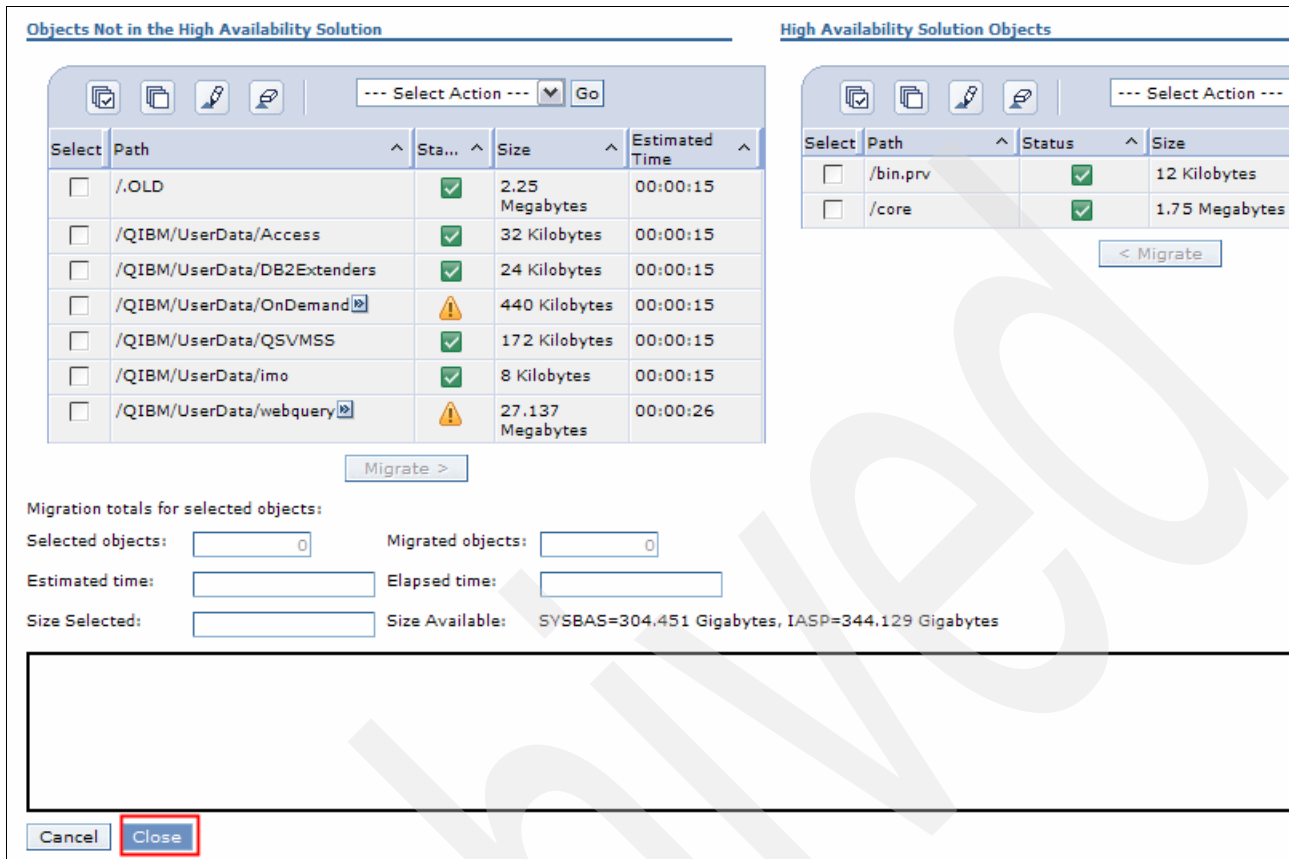 Objects Not in the High Availability Solution
--- Select Action --- Go
Select Path Sta... Size Estimated Time
/.OLD 2.25 Megabytes 00:00:15
/QIBM/UserData/Access 32 Kilobytes 00:00:15
/QIBM/UserData/DB2Extenders 24 Kilobytes 00:00:15
/QIBM/UserData/OnDemand 440 Kilobytes 00:00:15
/QIBM/UserData/QSVMSS 172 Kilobytes 00:00:15
/QIBM/UserData/imo 8 Kilobytes 00:00:15
/QIBM/UserData/webquery 27.137 Megabytes 00:00:26
Migrate >
High Availability Solution Objects
--- Select Action ---
Select Path Status Size
/bin.prv 12 Kilobytes
/core 1.75 Megabytes
< Migrate
Migration totals for selected objects:
Selected objects: 0 Migrated objects: 0
Estimated time: Elapsed time:
Size Selected: Size Available: SYSBAS=304.451 Gigabytes, IASP=344.129 Gigabytes
Cancel Close
hived